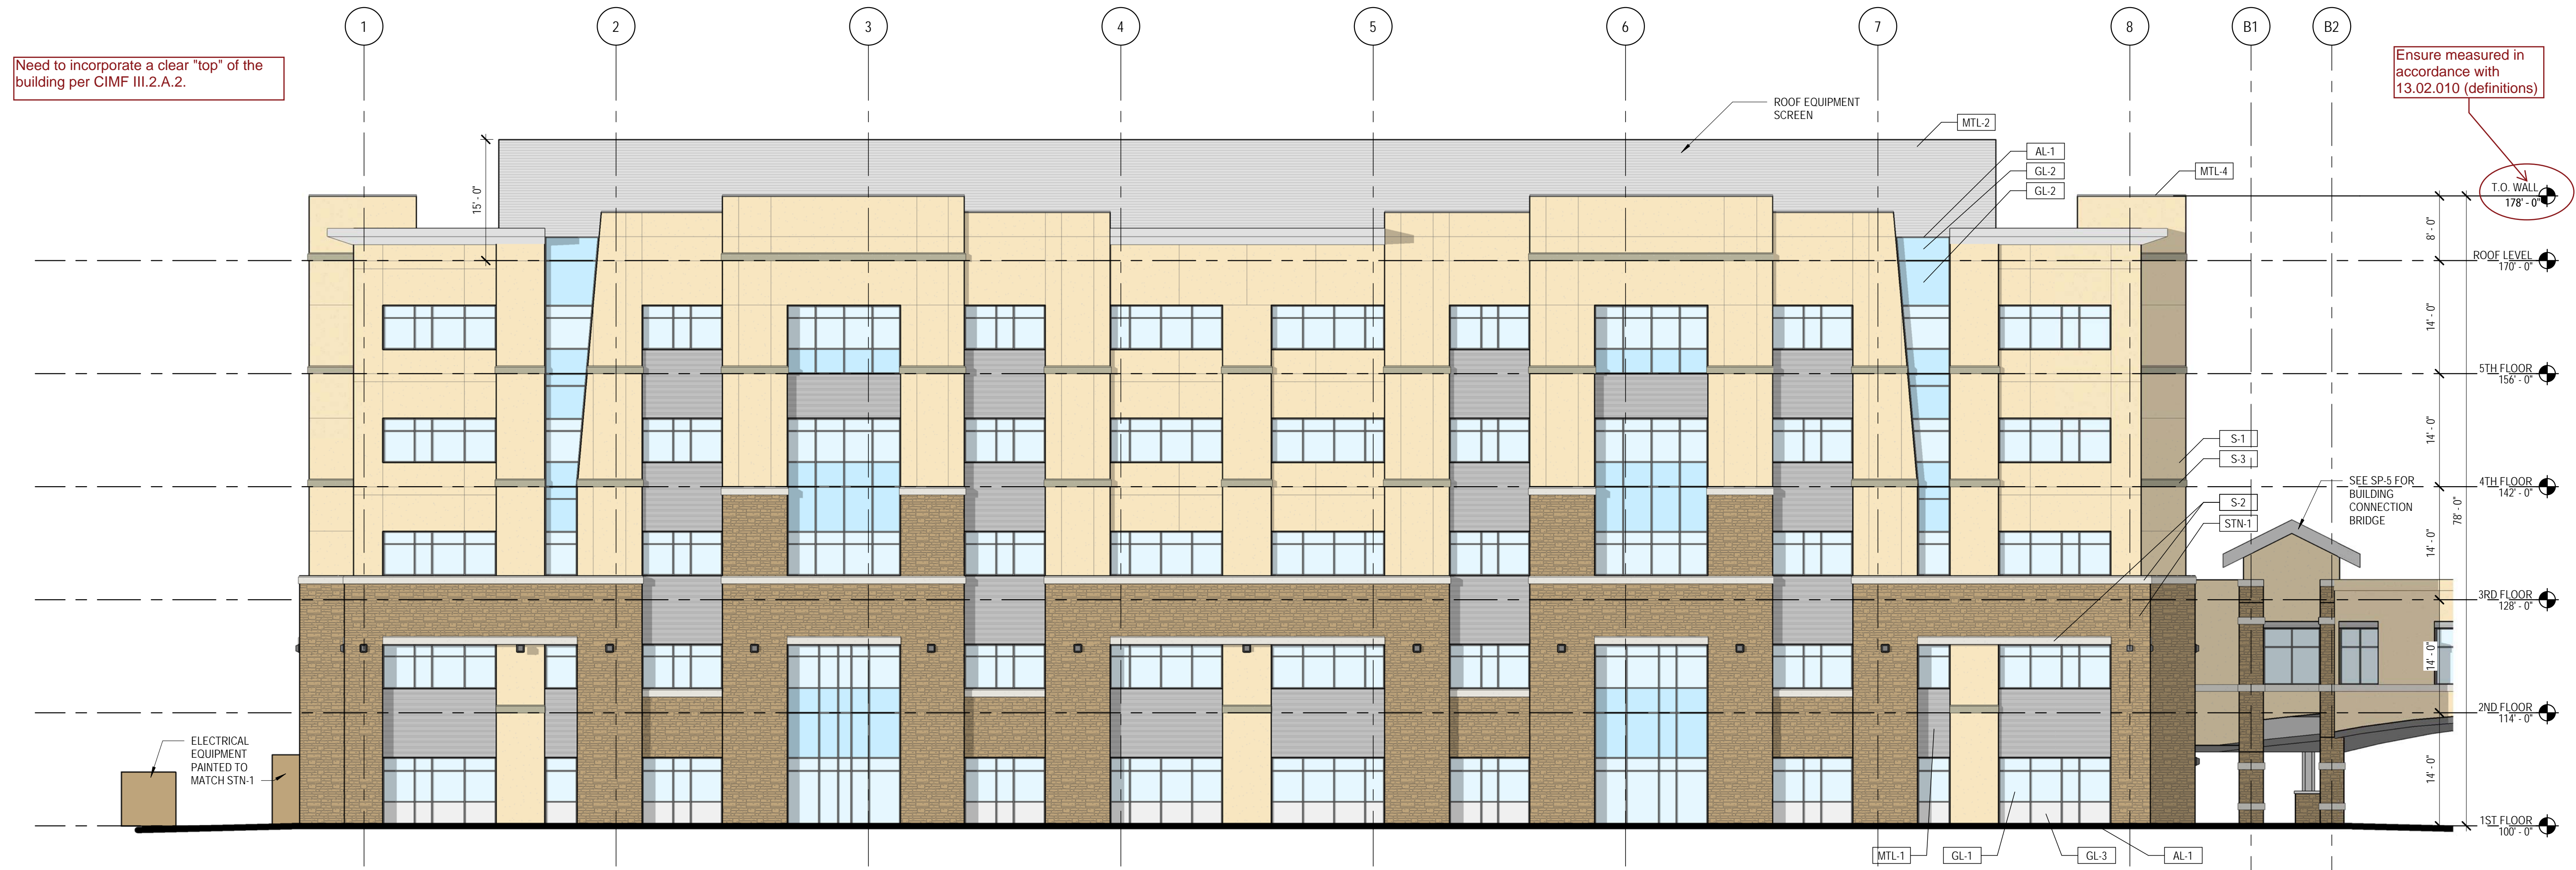 1
2
3
4
5
6
7
8
B1
B2
Need to incorporate a clear "top" of the
building per CIMF III.2.A.2.
Ensure measured in
accordance with
13.02.010 (definitions)
ROOF EQUIPMENT
SCREEN
MTL-2
AL-1
GL-2
GL-2
MTL-4
T.O. WALL
178' - 0"
15' - 0"
8' - 0"
ROOF LEVEL
170' - 0"
14' - 0"
5TH FLOOR
156' - 0"
14' - 0"
S-1
S-3
4TH FLOOR
142' - 0"
SEE SP-5 FOR
BUILDING
CONNECTION
BRIDGE
S-2
STN-1
78' - 0"
14' - 0"
3RD FLOOR
128' - 0"
14' - 0"
2ND FLOOR
114' - 0"
ELECTRICAL
EQUIPMENT
PAINTED TO
MATCH STN-1
14' - 0"
1ST FLOOR
100' - 0"
MTL-1
GL-1
GL-3
AL-1